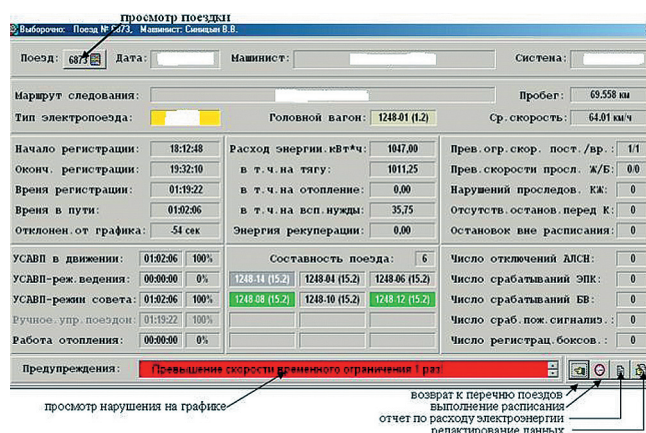 просмотр поездки
Выборочно: Поезд № 6873, Машинист: Синицын В.В.
Поезд: 6873 Дата: Машинист: Система:
Маршрут следования: Пробег: 69.558 км
Тип электропоезда: Головной вагон: 1248-01 (1.2) Ср.скорость: 64.01 км/ч
Начало регистрации: 18:12:48 Расход энергии.кВт*ч: 1047,00 Прев.огр.скор. пост./вр.: 1/1
Оконч. регистрации: 19:32:10 в т.ч.на тягу: 1011,25 Прев.скорости просл. Ж/Б: 0/0
Время регистрации: 01:19:22 в т.ч.на отопление: 0,00 Нарушений проследов. КЖ: 0
Время в пути: 01:02:06 в т.ч.на всп.нужды: 35,75 Отсутств.останов.перед К: 0
Отклонен.от графика: -54 сек Энергия рекуперации: 0,00 Остановок вне расписания: 0
УСАВП в движении: 01:02:06 100% Составность поезда: 6 Число отключений АЛСН: 0
УСАВП-реж.ведения: 00:00:00 0% 1248-14 (15.2) 1248-04 (15.2) 1248-06 (15.2) Число срабатываний ЭПК: 0
УСАВП-режим совета: 01:02:06 100% 1248-08 (15.2) 1248-10 (15.2) 1248-12 (15.2) Число срабатываний БВ: 0
Ручное.упр.поездом: 01:19:22 100% Число сраб.пож.сигнализ.: 0
Работа отопления: 00:00:00 0% Число регистрац.боксов.: 0
Предупреждения: Превышение скорости временного ограничения 1 раз!
просмотр нарушения на графике
возврат к перечню поездов
выполнение расписания
отчет по расходу электроэнергии
редактирование данных